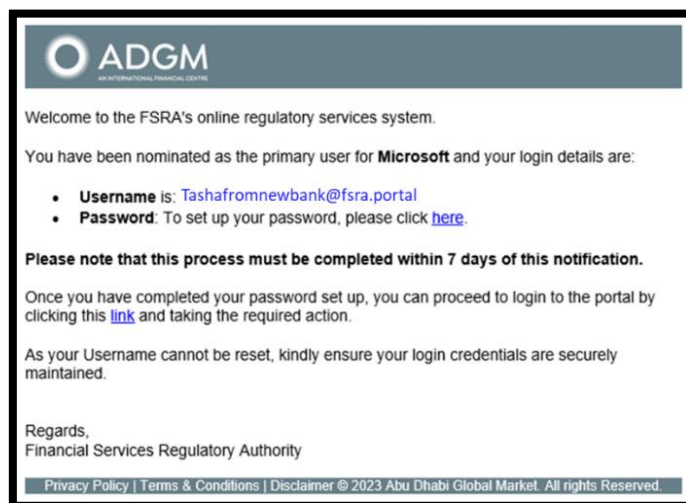 ADGM
AN INTERNATIONAL FINANCIAL CENTRE
Welcome to the FSRA's online regulatory services system.
You have been nominated as the primary user for Microsoft and your login details are:
• Username is: Tashafromnewbank@fsra.portal
• Password: To set up your password, please click here.
Please note that this process must be completed within 7 days of this notification.
Once you have completed your password set up, you can proceed to login to the portal by
clicking this link and taking the required action.
As your Username cannot be reset, kindly ensure your login credentials are securely
maintained.
Regards,
Financial Services Regulatory Authority
Privacy Policy | Terms & Conditions | Disclaimer © 2023 Abu Dhabi Global Market. All rights Reserved.